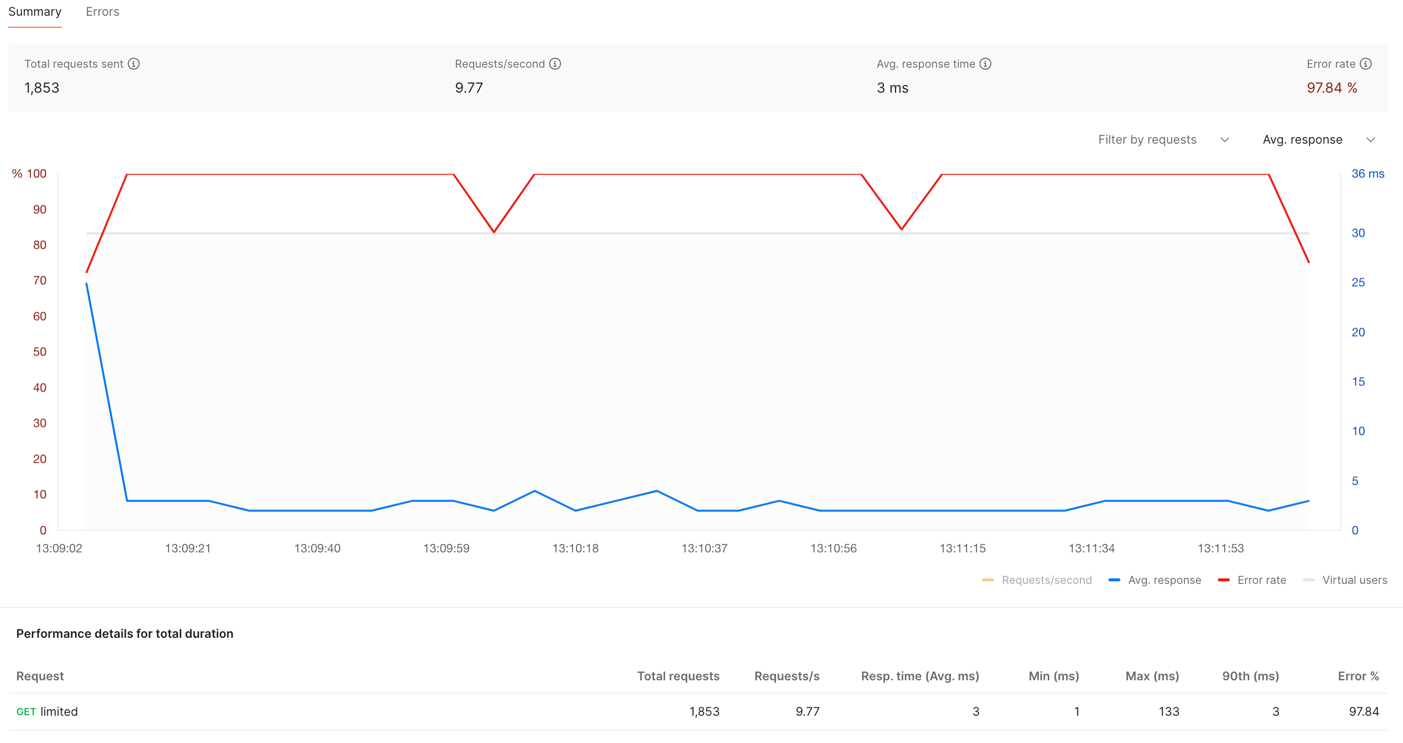 Summary Errors
Total requests sent Requests/second Avg. response time Error rate
1,853 9.77 3 ms 97.84 %
Filter by requests Avg. response
% 100 36 ms
90
80 30
70 25
60
50 20
40 15
30
20 10
10 5
0 0
13:09:02 13:09:21 13:09:40 13:09:59 13:10:18 13:10:37 13:10:56 13:11:15 13:11:34 13:11:53
Requests/second Avg. response Error rate Virtual users
Performance details for total duration
Request Total requests Requests/s Resp. time (Avg. ms) Min (ms) Max (ms) 90th (ms) Error %
GET limited 1,853 9.77 3 1 133 3 97.84